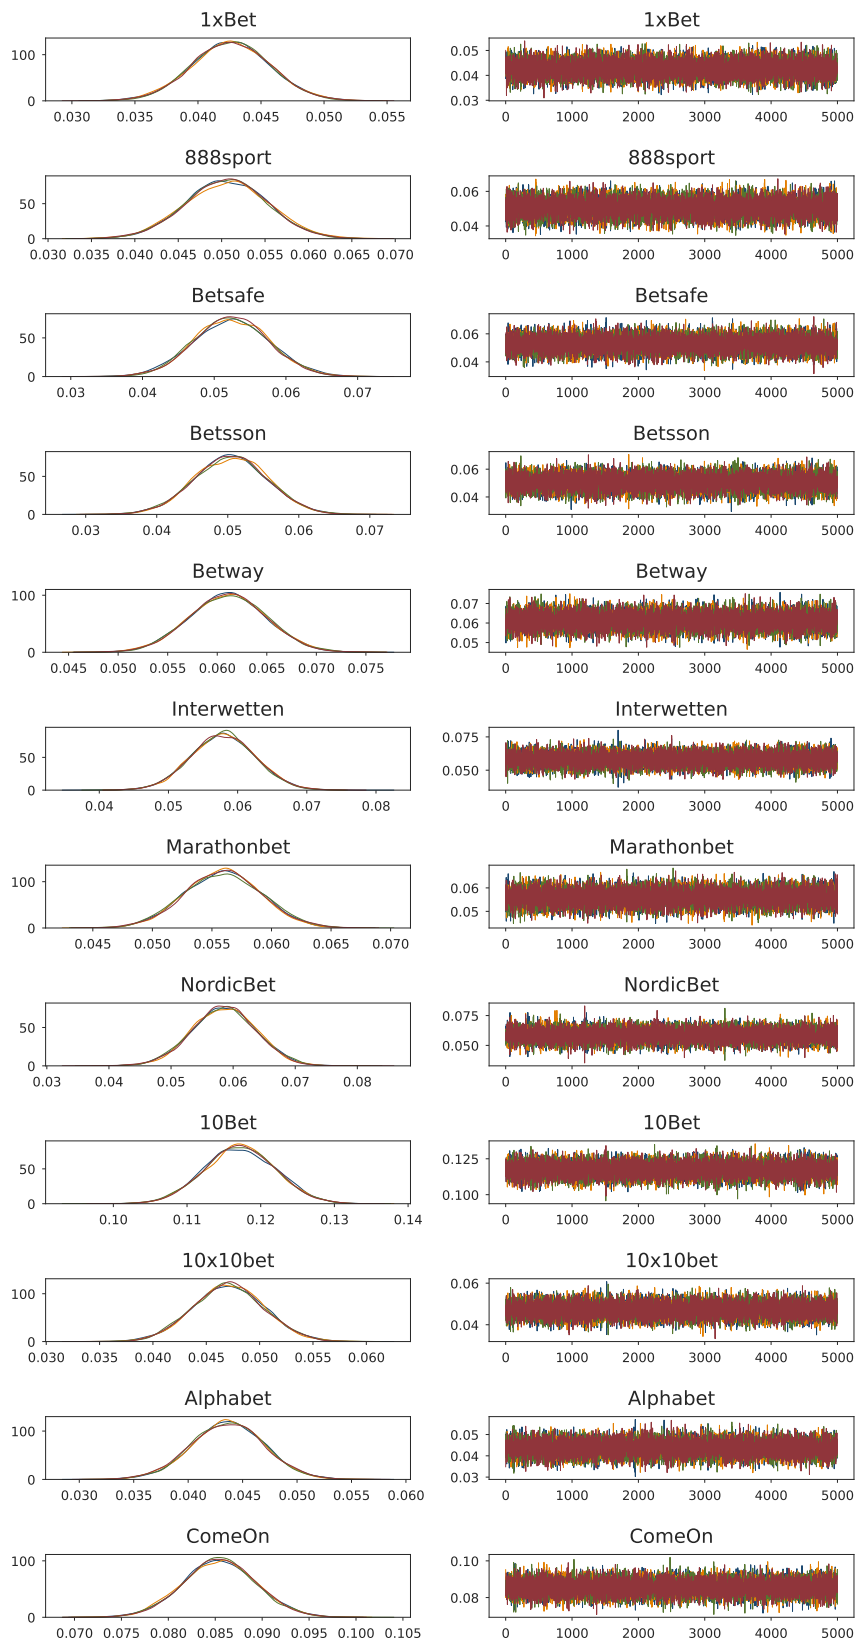 1xBet 1xBet
100 0.05
0.04
0 0.03
0.030 0.035 0.040 0.045 0.050 0.055 0 1000 2000 3000 4000 5000
888sport 888sport
50 0.06
0 0.04
0.030 0.035 0.040 0.045 0.050 0.055 0.060 0.065 0.070 0 1000 2000 3000 4000 5000
Betsafe Betsafe
50 0.06
0 0.04
0.03 0.04 0.05 0.06 0.07 0 1000 2000 3000 4000 5000
Betsson Betsson
50 0.06
0 0.04
0.03 0.04 0.05 0.06 0.07 0 1000 2000 3000 4000 5000
Betway Betway
100 0.07
0.06
0 0.05
0.045 0.050 0.055 0.060 0.065 0.070 0.075 0 1000 2000 3000 4000 5000
Interwetten Interwetten
50 0.075
0 0.050
0.04 0.05 0.06 0.07 0.08 0 1000 2000 3000 4000 5000
Marathonbet Marathonbet
100 0.06
0 0.05
0.045 0.050 0.055 0.060 0.065 0.070 0 1000 2000 3000 4000 5000
NordicBet NordicBet
50 0.075
0 0.050
0.03 0.04 0.05 0.06 0.07 0.08 0 1000 2000 3000 4000 5000
10Bet 10Bet
50 0.125
0 0.100
0.10 0.11 0.12 0.13 0.14 0 1000 2000 3000 4000 5000
10x10bet 10x10bet
100 0.06
0 0.04
0.030 0.035 0.040 0.045 0.050 0.055 0.060 0 1000 2000 3000 4000 5000
Alphabet Alphabet
100 0.05
0.04
0 0.03
0.030 0.035 0.040 0.045 0.050 0.055 0.060 0 1000 2000 3000 4000 5000
ComeOn ComeOn
100 0.10
0 0.08
0.070 0.075 0.080 0.085 0.090 0.095 0.100 0.105 0 1000 2000 3000 4000 5000